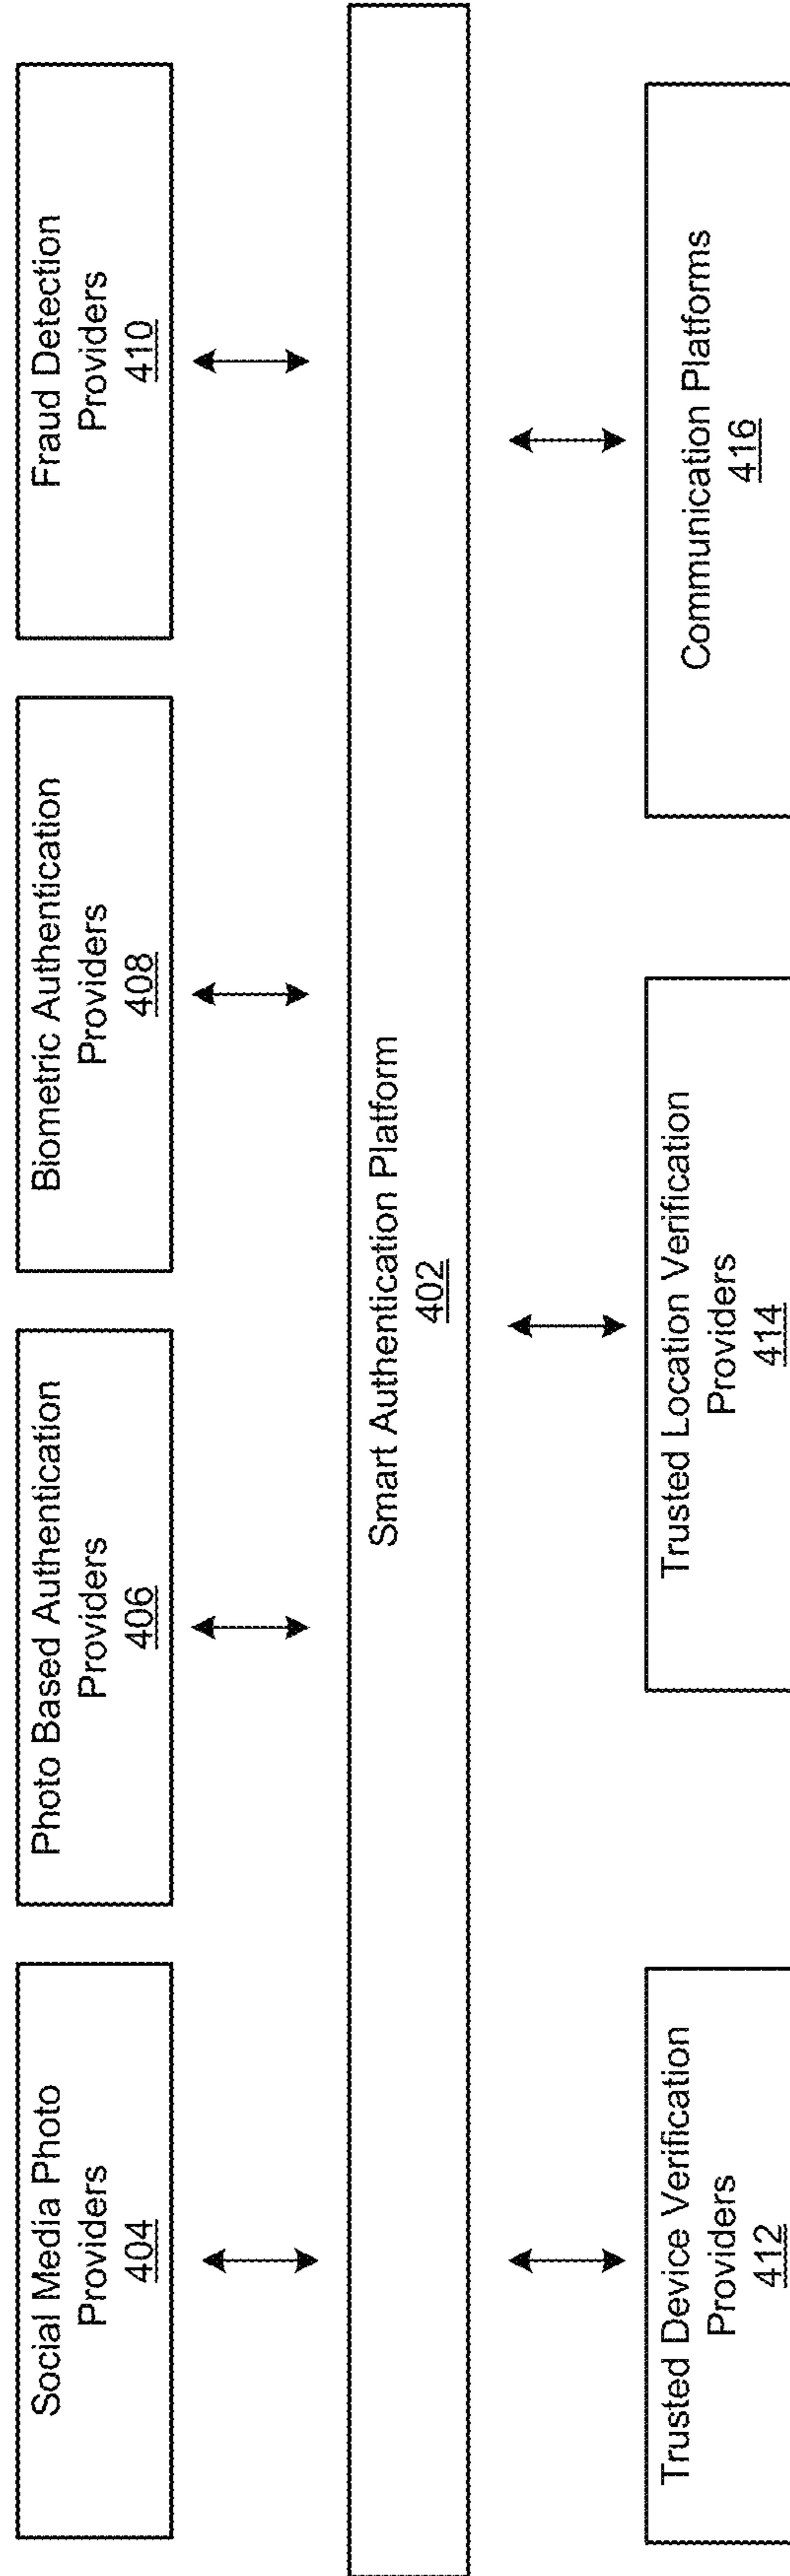 Social Media Photo
Providers
404
Photo Based Authentication
Providers
406
Biometric Authentication
Providers
408
Fraud Detection
Providers
410
Smart Authentication Platform
402
Trusted Device Verification
Providers
412
Trusted Location Verification
Providers
414
Communication Platforms
416